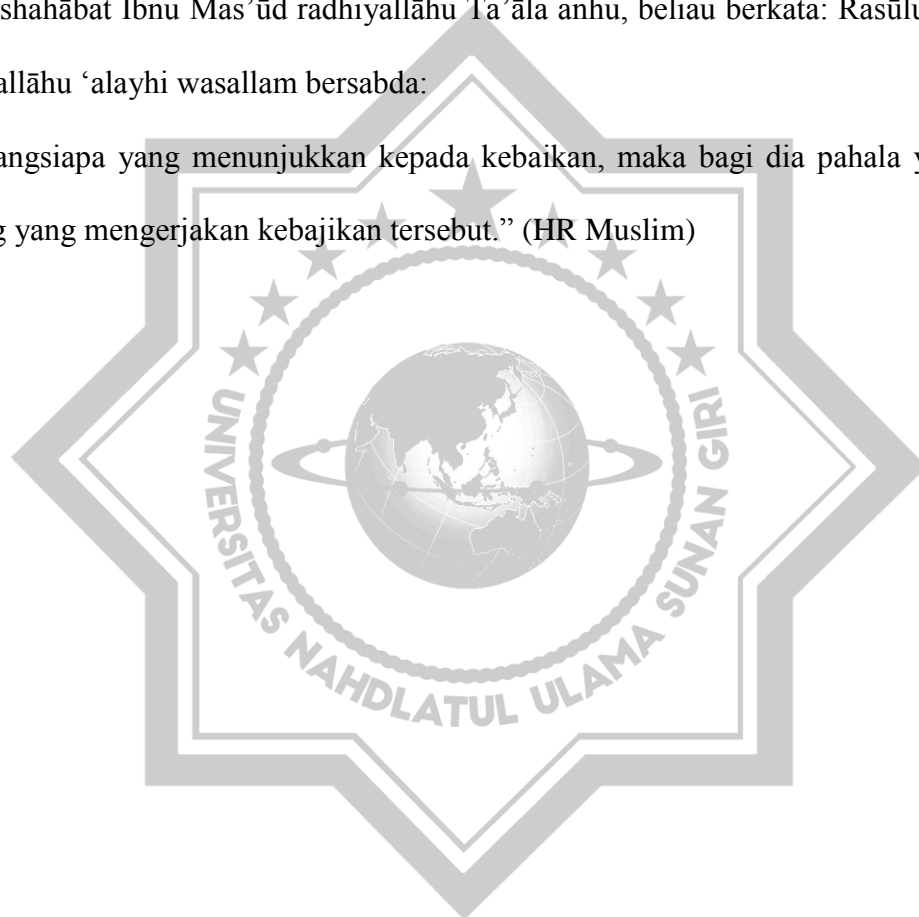 shahābat Ibnu Mas’ūd radhiyallāhu Ta’āla anhu, beliau berkata: Rasūlu
allāhu ‘alayhi wasallam bersabda:
angsiapa yang menunjukkan kepada kebaikan, maka bagi dia pahala y
g yang mengerjakan kebajikan tersebut.” (HR Muslim)
UNIVERSITAS NAHDLATUL ULAMA SUNAN GIRI